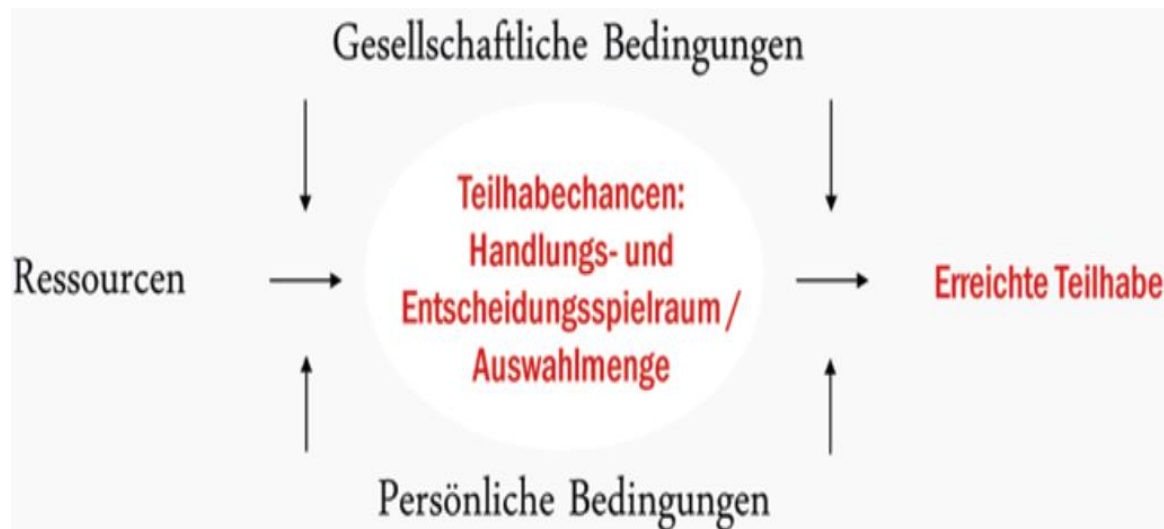 Gesellschaftliche Bedingungen
Ressourcen
Teilhabechancen:
Handlungs- und
Entscheidungsspielraum /
Auswahlmenge
Erreichte Teilhabe
Persönliche Bedingungen